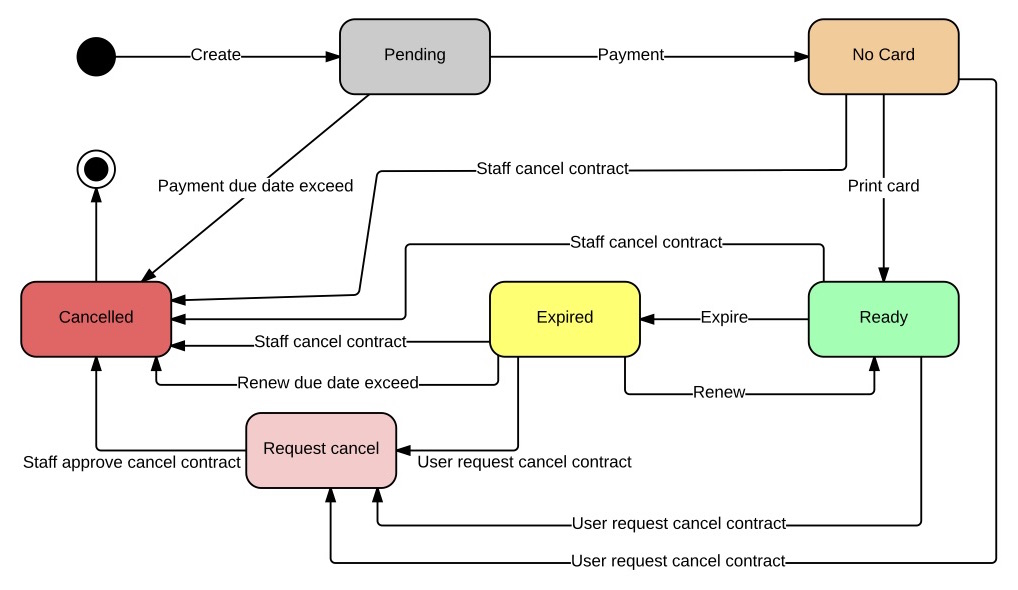 Create
Pending
Payment
No Card
Staff cancel contract
Payment due date exceed
Print card
Staff cancel contract
Cancelled
Expired
Expire
Ready
Staff cancel contract
Renew due date exceed
Renew
Request cancel
Staff approve cancel contract
User request cancel contract
User request cancel contract
User request cancel contract